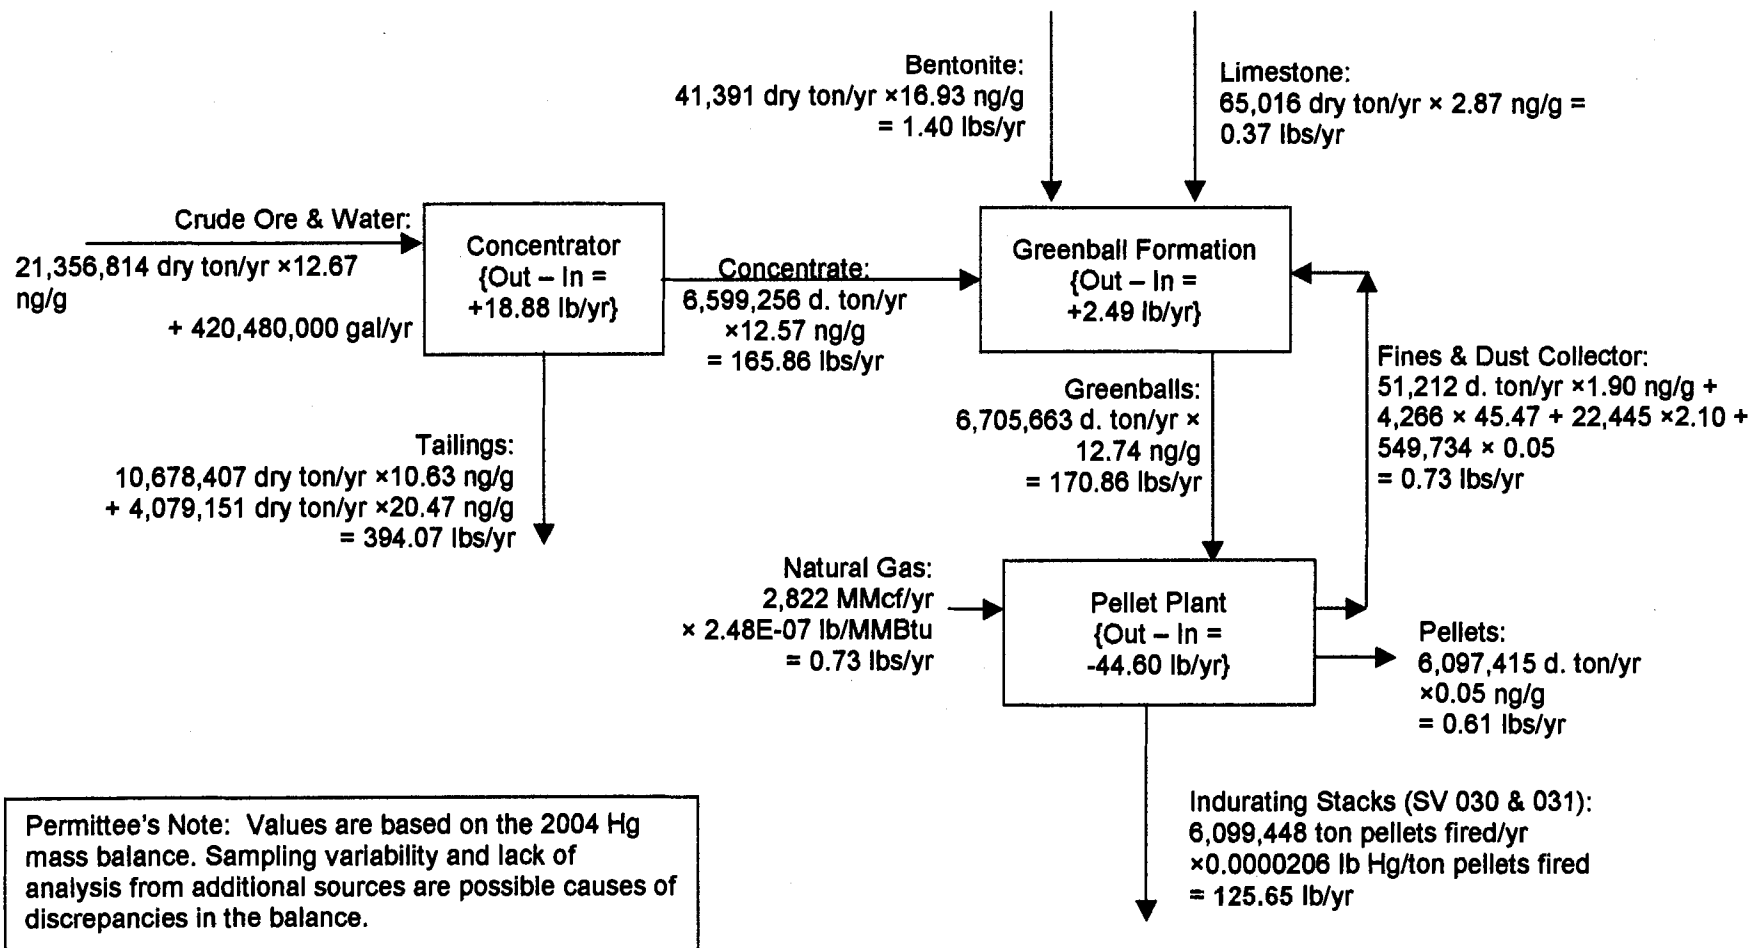 Bentonite:
41,391 dry ton/yr ×16.93 ng/g
= 1.40 lbs/yr
Limestone:
65,016 dry ton/yr × 2.87 ng/g =
0.37 lbs/yr
Crude Ore & Water:
21,356,814 dry ton/yr ×12.67
ng/g
+ 420,480,000 gal/yr
Concentrator
{Out – In =
+18.88 lb/yr}
Concentrate:
6,599,256 d. ton/yr
×12.57 ng/g
= 165.86 lbs/yr
Greenball Formation
{Out – In =
+2.49 lb/yr}
Fines & Dust Collector:
51,212 d. ton/yr ×1.90 ng/g +
4,266 × 45.47 + 22,445 ×2.10 +
549,734 × 0.05
= 0.73 lbs/yr
Greenballs:
6,705,663 d. ton/yr ×
12.74 ng/g
= 170.86 lbs/yr
Tailings:
10,678,407 dry ton/yr ×10.63 ng/g
+ 4,079,151 dry ton/yr ×20.47 ng/g
= 394.07 lbs/yr
Natural Gas:
2,822 MMcf/yr
× 2.48E-07 lb/MMBtu
= 0.73 lbs/yr
Pellet Plant
{Out – In =
-44.60 lb/yr}
Pellets:
6,097,415 d. ton/yr
×0.05 ng/g
= 0.61 lbs/yr
Indurating Stacks (SV 030 & 031):
6,099,448 ton pellets fired/yr
×0.0000206 lb Hg/ton pellets fired
= 125.65 lb/yr
Permittee's Note: Values are based on the 2004 Hg
mass balance. Sampling variability and lack of
analysis from additional sources are possible causes of
discrepancies in the balance.